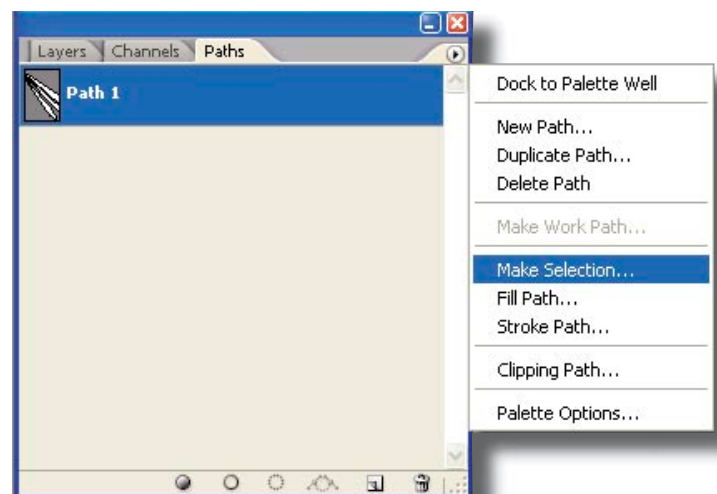 Layers Channels Paths
Path 1
Dock to Palette Well
New Path...
Duplicate Path...
Delete Path
Make Work Path...
Make Selection...
Fill Path...
Stroke Path...
Clipping Path...
Palette Options...